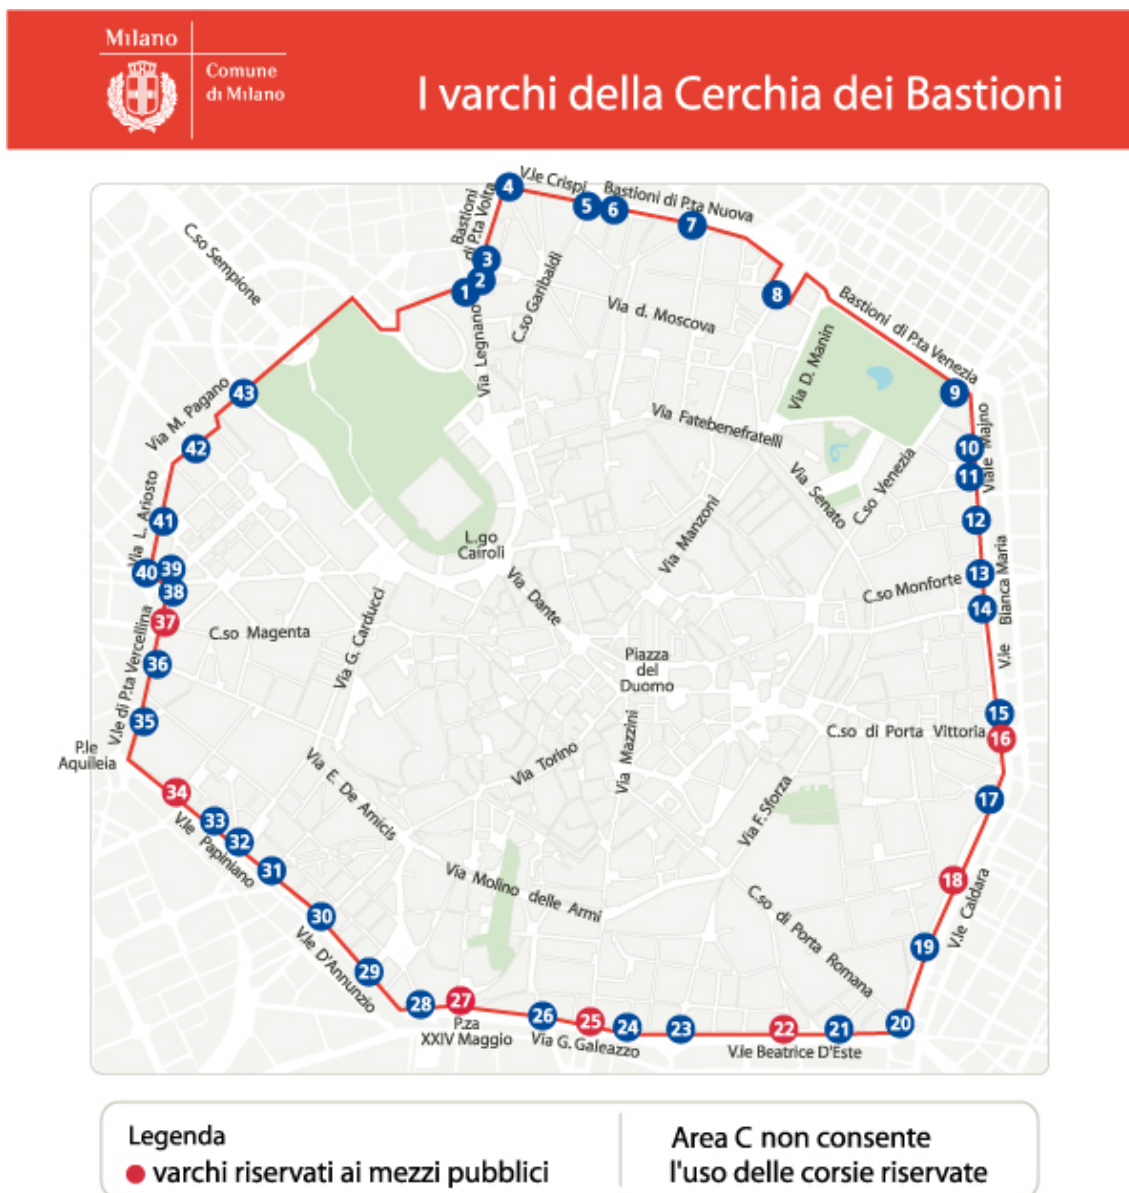 Milano
Comune
di Milano
I varchi della Cerchia dei Bastioni
V.le Crispi
Bastioni di P.ta Nuova
Bastioni
di P.ta Volta
4
5
6
7
3
2
1
8
C.so Sempione
C.so Garibaldi
Via Legnano
Via d. Moscova
Bastioni di P.ta Venezia
Via D. Manin
9
43
Via M. Pagano
42
Via Fatebenefratelli
Viale Majno
10
11
Via Senato
C.so Venezia
12
Via L. Ariosto
41
L.go
Cairoli
Via Manzoni
40
39
38
Via Dante
C.so Monforte
13
14
V.le Bianca Maria
37
C.so Magenta
Via G. Carducci
36
V.le di P.ta Vercellina
Piazza
del
Duomo
35
P.le
Aquileia
15
C.so di Porta Vittoria
16
Via Mazzini
Via Torino
34
Via E. De Amicis
17
33
32
V.le Papiniano
31
Via F. Sforza
18
V.le Caldara
Via Molino delle Armi
C.so di Porta Romana
30
V.le D'Annunzio
29
19
28
27
P.za
XXIV Maggio
26
25
Via G. Galeazzo
24
23
22
21
20
V.le Beatrice D'Este
Legenda
varchi riservati ai mezzi pubblici
Area C non consente
l'uso delle corsie riservate